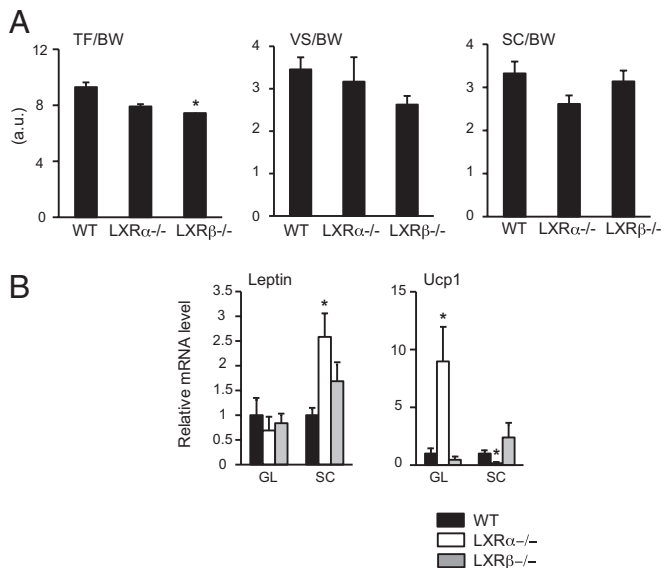 A
TF/BW
VS/BW
SC/BW
(a.u.)
12
8
4
0
WT LXRα-/- LXRβ-/-
4
3
2
1
0
WT LXRα-/- LXRβ-/-
4
3
2
1
0
WT LXRα-/- LXRβ-/-
*
B
Leptin
Ucp1
Relative mRNA level
3.5
3
2.5
2
1.5
1
0.5
0
*
GL SC
15
10
5
0
*
*
GL SC
WT
LXRα-/-
LXRβ-/-